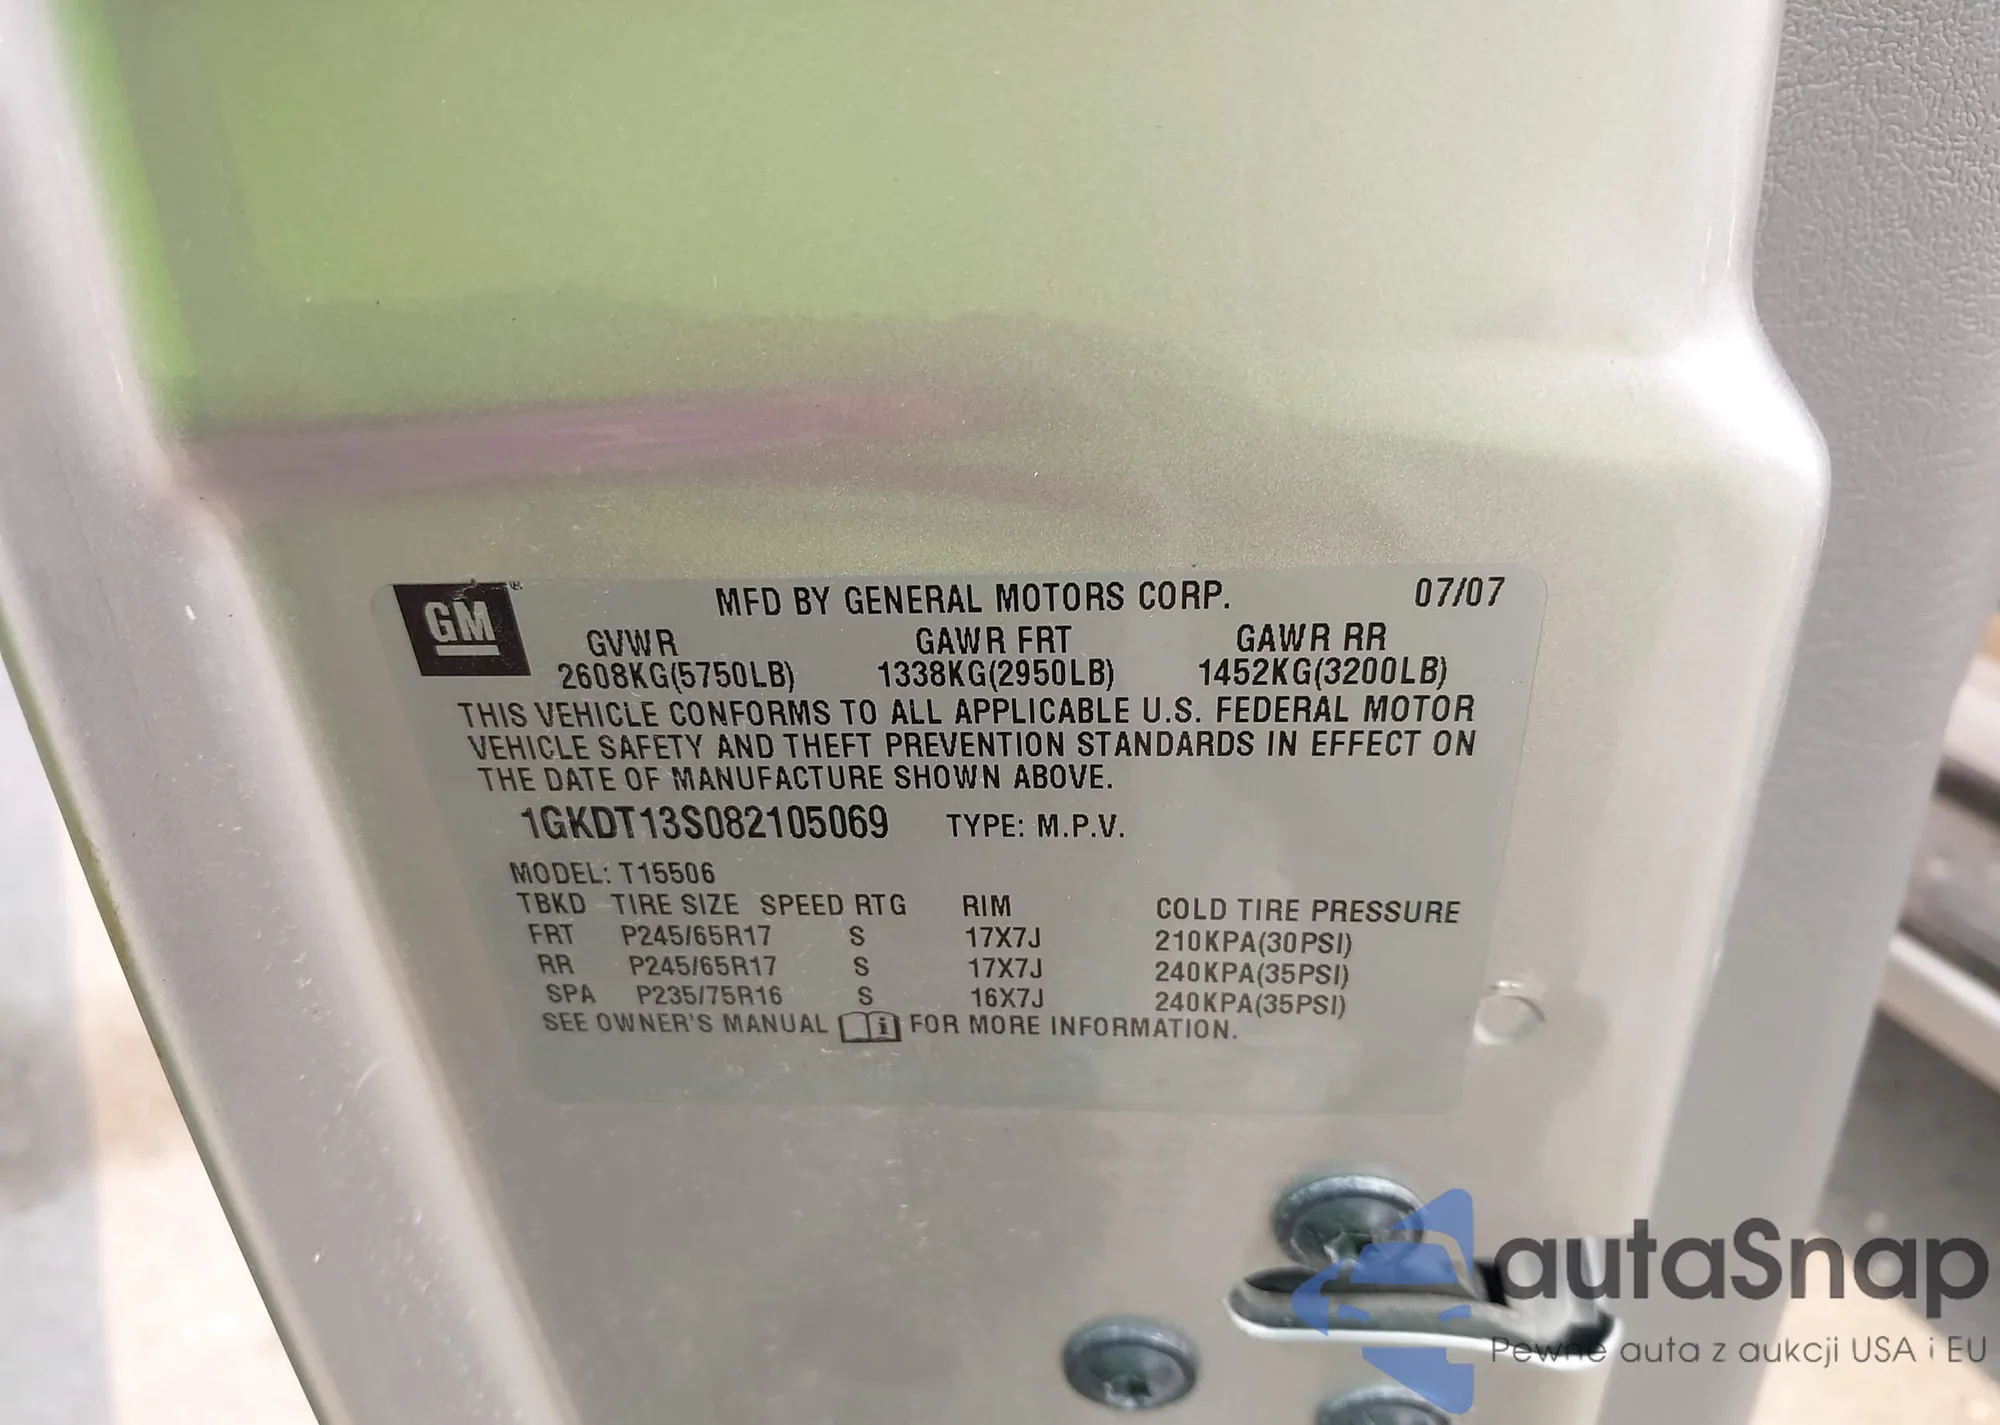 GM ® MFD BY GENERAL MOTORS CORP. 07/07
GVWR GAWR FRT GAWR RR
2608KG(5750LB) 1338KG(2950LB) 1452KG(3200LB)
THIS VEHICLE CONFORMS TO ALL APPLICABLE U.S. FEDERAL MOTOR
VEHICLE SAFETY AND THEFT PREVENTION STANDARDS IN EFFECT ON
THE DATE OF MANUFACTURE SHOWN ABOVE.
1GKDT13S082105069 TYPE: M.P.V.
MODEL: T15506
TBKD TIRE SIZE SPEED RTG RIM COLD TIRE PRESSURE
FRT P245/65R17 S 17X7J 210KPA(30PSI)
RR P245/65R17 S 17X7J 240KPA(35PSI)
SPA P235/75R16 S 16X7J 240KPA(35PSI)
SEE OWNER'S MANUAL i FOR MORE INFORMATION.
autaSnap
Pewne auta z aukcji USA i EU